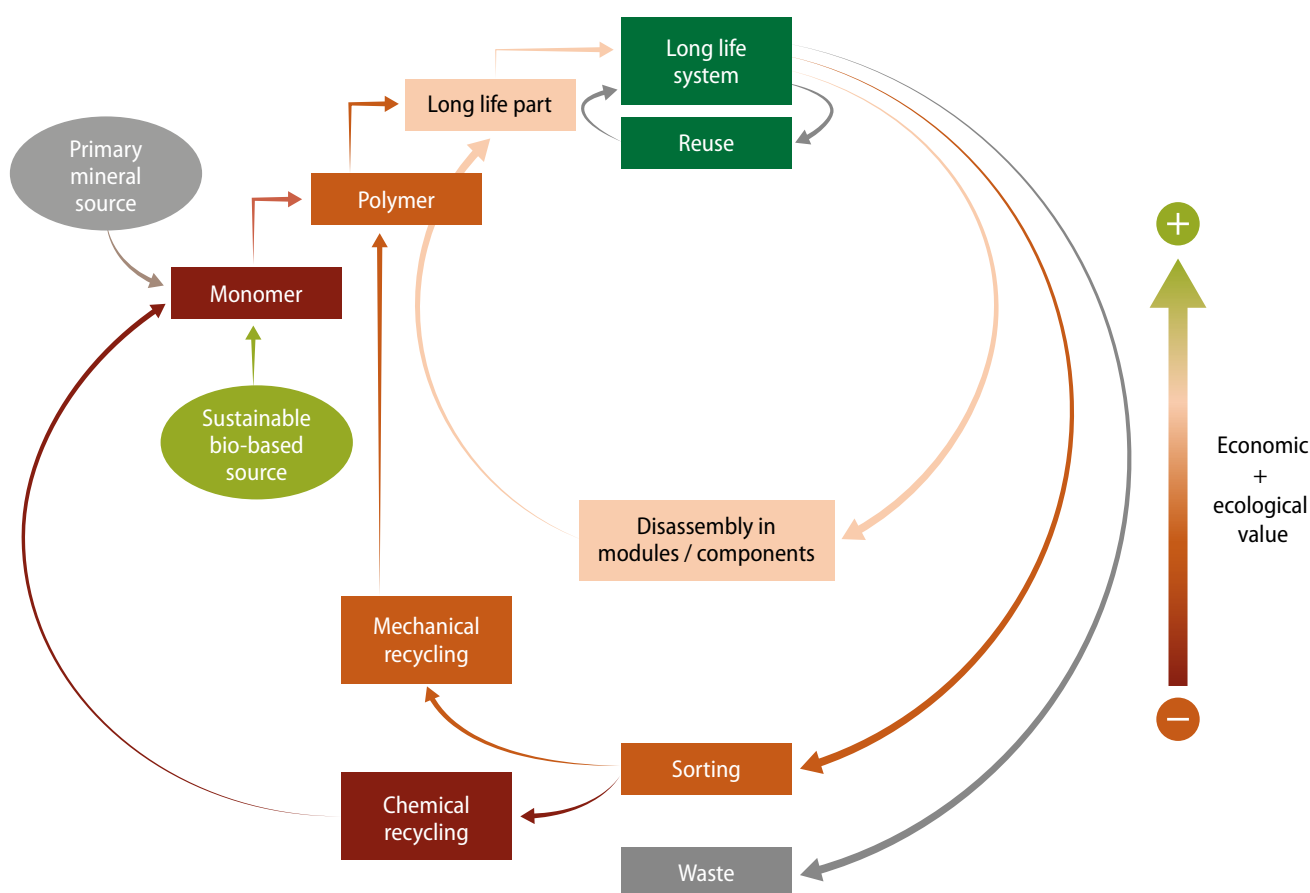 Long life
system
Long life part
Reuse
Primary
mineral
source
Polymer
Monomer
Sustainable
bio-based
source
Disassembly in
modules / components
Mechanical
recycling
Sorting
Chemical
recycling
Waste
+
Economic
+
ecological
value
−